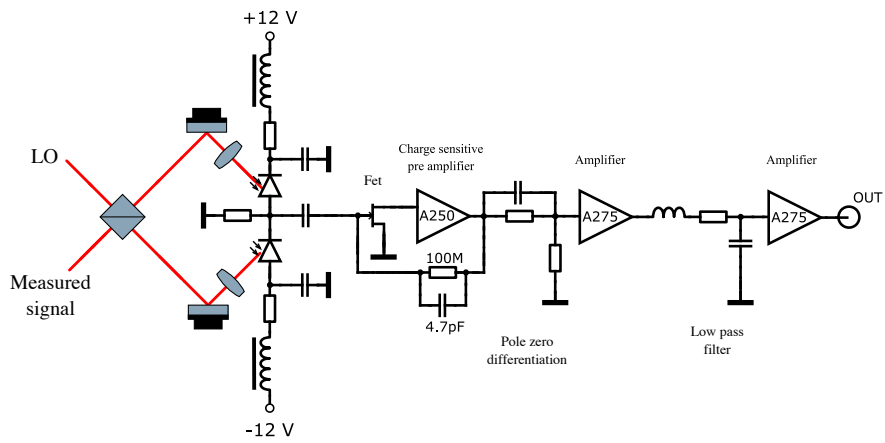 +12 V
LO
Measured
signal
-12 V
Fet
Charge sensitive
pre amplifier
A250
100M
4.7pF
Pole zero
differentiation
Amplifier
A275
Low pass
filter
Amplifier
A275
OUT